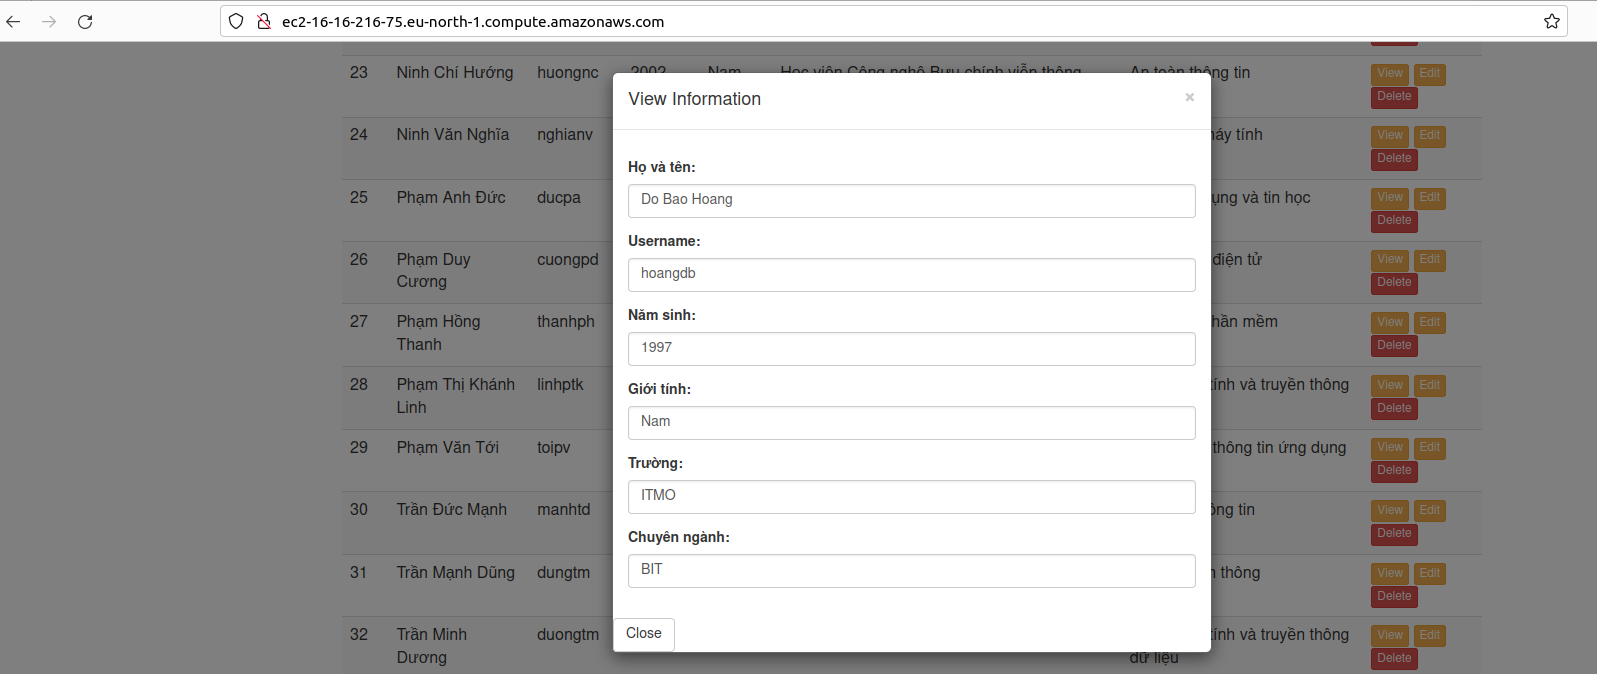 ec2-16-16-216-75.eu-north-1.compute.amazonaws.com
View Information
×
Họ và tên:
Do Bao Hoang
Username:
hoangdb
Năm sinh:
1997
Giới tính:
Nam
Trường:
ITMO
Chuyên ngành:
BIT
Close
23 Ninh Chí Hướng huongnc 2002 Nam Học viện Công nghệ Bưu chính viễn thông An toàn thông tin View Edit
Delete
24 Ninh Văn Nghĩa nghianv máy tính View Edit
Delete
25 Phạm Anh Đức ducpa dụng và tin học View Edit
Delete
26 Phạm Duy cuongpd điện tử View Edit
Cương Delete
27 Phạm Hồng thanhph phần mềm View Edit
Thanh Delete
28 Phạm Thị Khánh linhptk tính và truyền thông View Edit
Linh Delete
29 Phạm Văn Tới toipv thông tin ứng dụng View Edit
Delete
30 Trần Đức Mạnh manhtd thông tin View Edit
Delete
31 Trần Mạnh Dũng dungtm thông View Edit
Delete
32 Trần Minh duongtm tính và truyền thông View Edit
Dương dữ liệu Delete